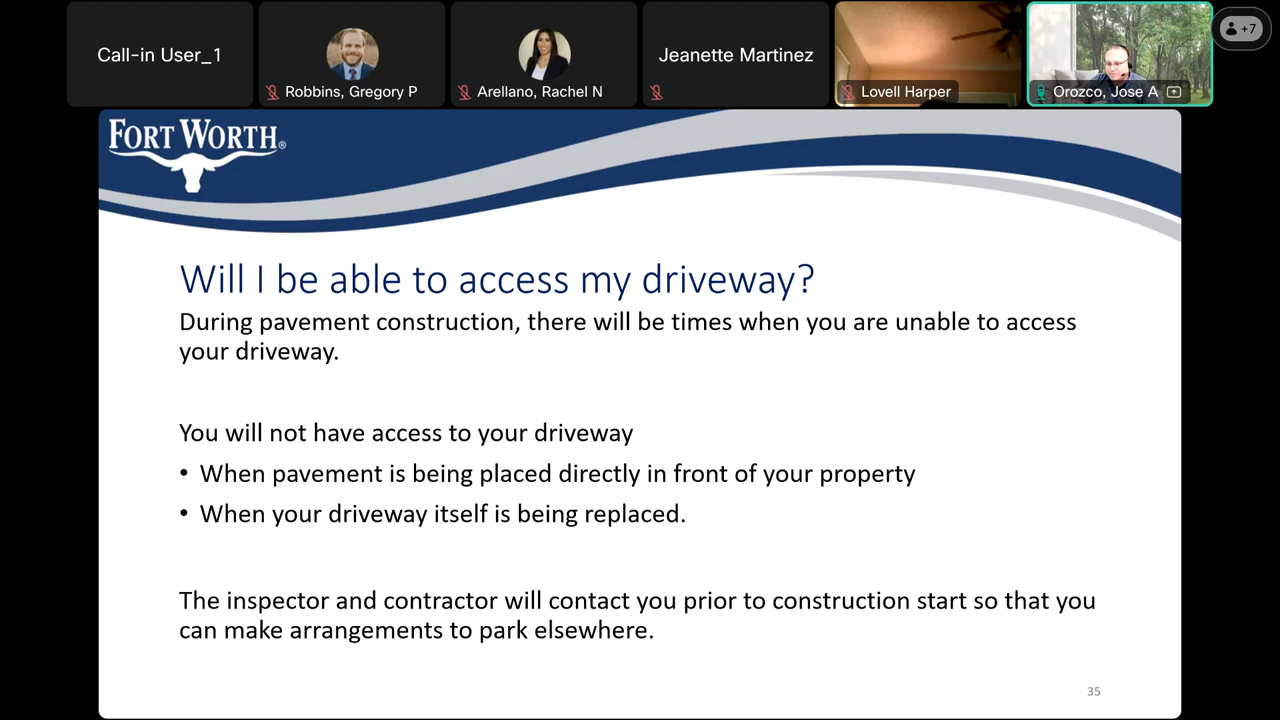 Call-in User_1
Robbins, Gregory P
Arellano, Rachel N
Jeanette Martinez
Lovell Harper
Orozco, Jose A
+7
FORT WORTH®
Will I be able to access my driveway?
During pavement construction, there will be times when you are unable to access
your driveway.
You will not have access to your driveway
• When pavement is being placed directly in front of your property
• When your driveway itself is being replaced.
The inspector and contractor will contact you prior to construction start so that you
can make arrangements to park elsewhere.
35